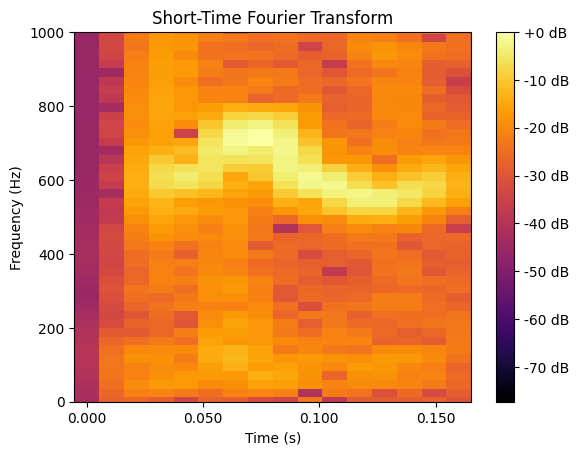 Short-Time Fourier Transform
1000
800
600
400
200
0
Frequency (Hz)
0.000
0.050
0.100
0.150
Time (s)
+0 dB
-10 dB
-20 dB
-30 dB
-40 dB
-50 dB
-60 dB
-70 dB